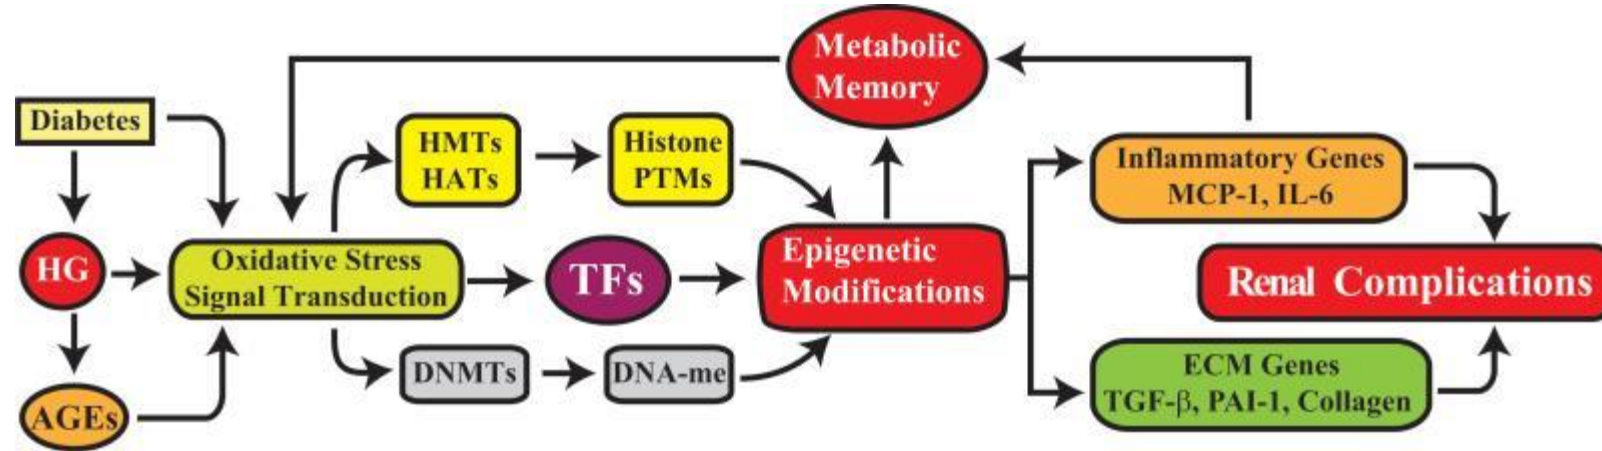 Metabolic
Memory
Diabetes
HMTs
HATs
Histone
PTMs
Inflammatory Genes
MCP-1, IL-6
HG
Oxidative Stress
Signal Transduction
TFs
Epigenetic
Modifications
Renal Complications
AGEs
DNMTs
DNA-me
ECM Genes
TGF-β, PAI-1, Collagen